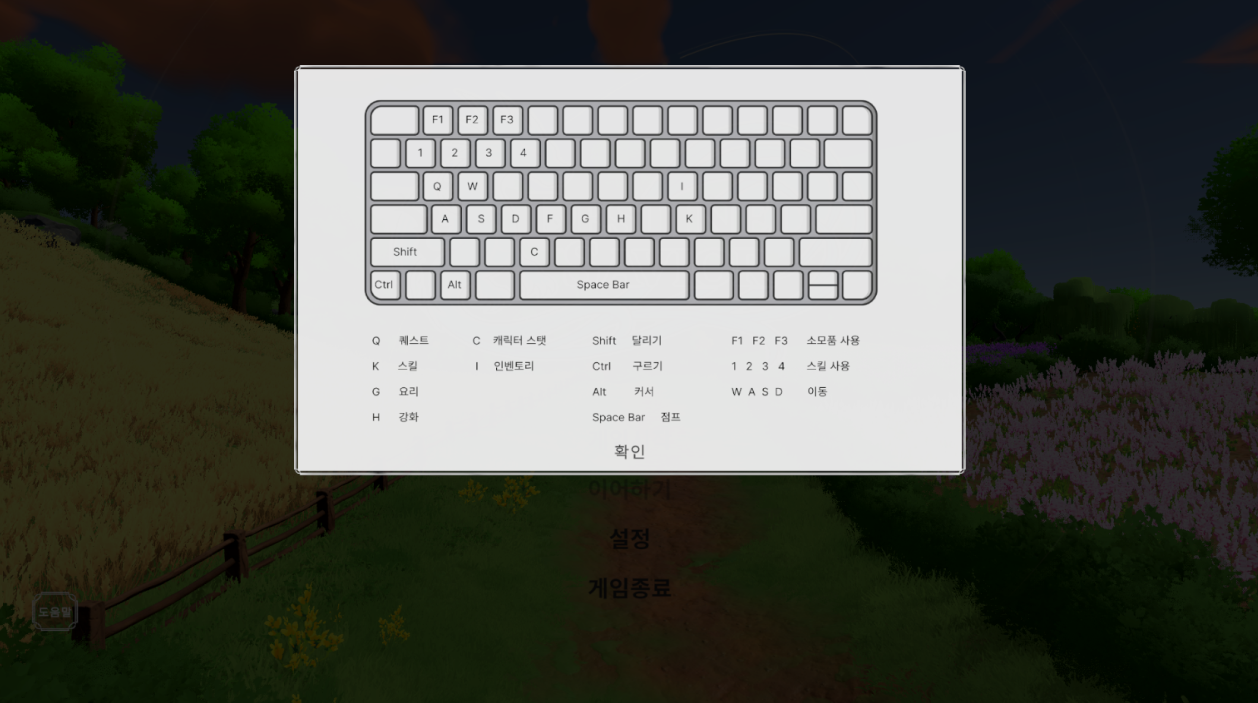 F1 F2 F3
1 2 3 4
Q W I
A S D F G H K
Shift C
Ctrl Alt Space Bar
Q 퀘스트 C 캐릭터 스탯 Shift 달리기 F1 F2 F3 소모품 사용
K 스킬 I 인벤토리 Ctrl 구르기 1 2 3 4 스킬 사용
G 요리 Alt 커서 W A S D 이동
H 강화 Space Bar 점프
확인
이어하기
설정
게임종료
도움말